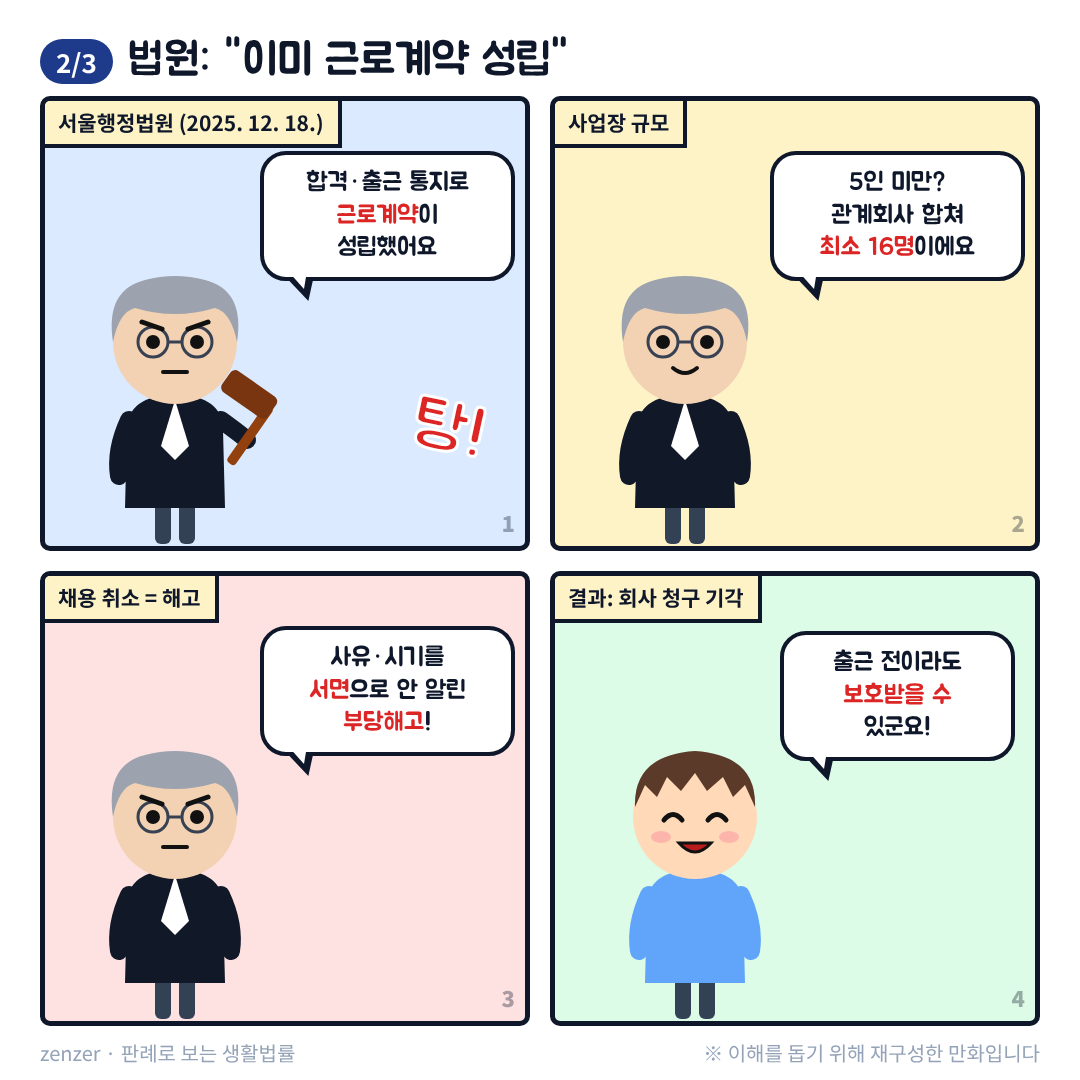 2/3 법원: "이미 근로계약 성립"
서울행정법원 (2025. 12. 18.)
합격·출근 통지로
근로계약이
성립했어요
탕!
1
사업장 규모
5인 미만?
관계회사 합쳐
최소 16명이에요
2
채용 취소 = 해고
사유·시기를
서면으로 안 알린
부당해고!
3
결과: 회사 청구 기각
출근 전이라도
보호받을 수
있군요!
4
zenzer · 판례로 보는 생활법률
※ 이해를 돕기 위해 재구성한 만화입니다